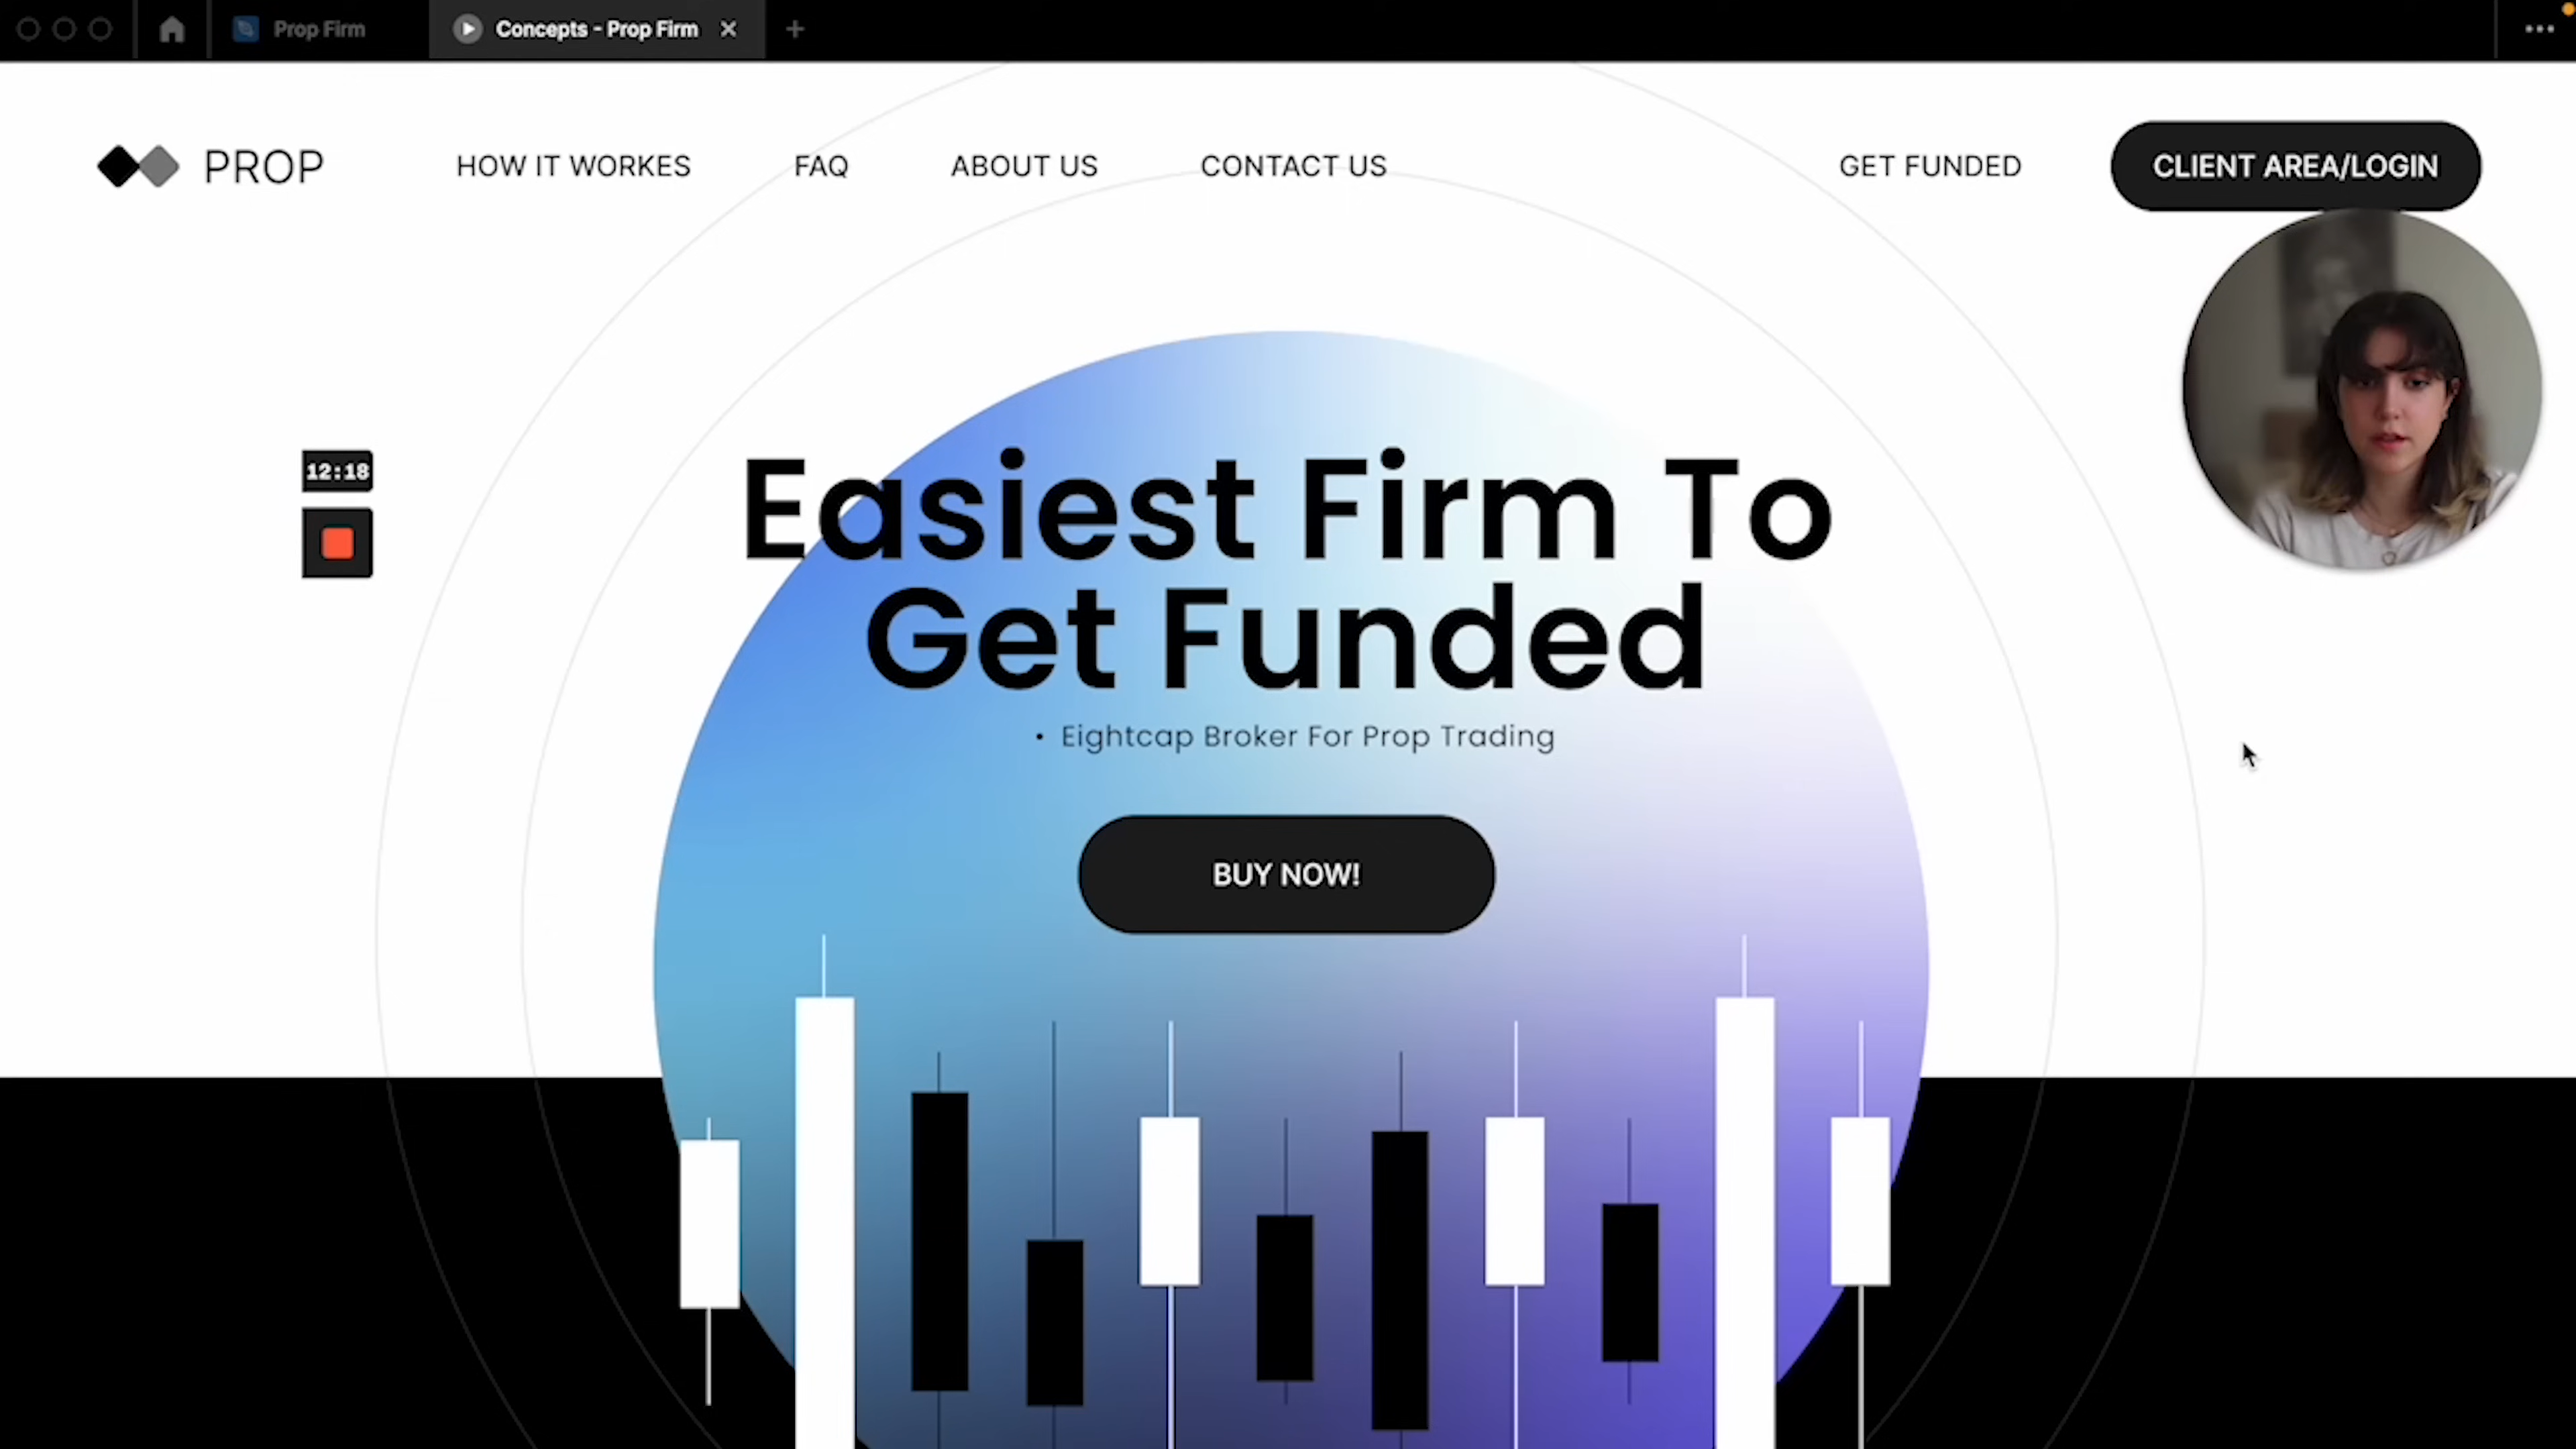 Prop Firm
Concepts - Prop Firm
PROP
HOW IT WORKES
FAQ
ABOUT US
CONTACT US
GET FUNDED
CLIENT AREA/LOGIN
12:18
Easiest Firm To
Get Funded
• Eightcap Broker For Prop Trading
BUY NOW!